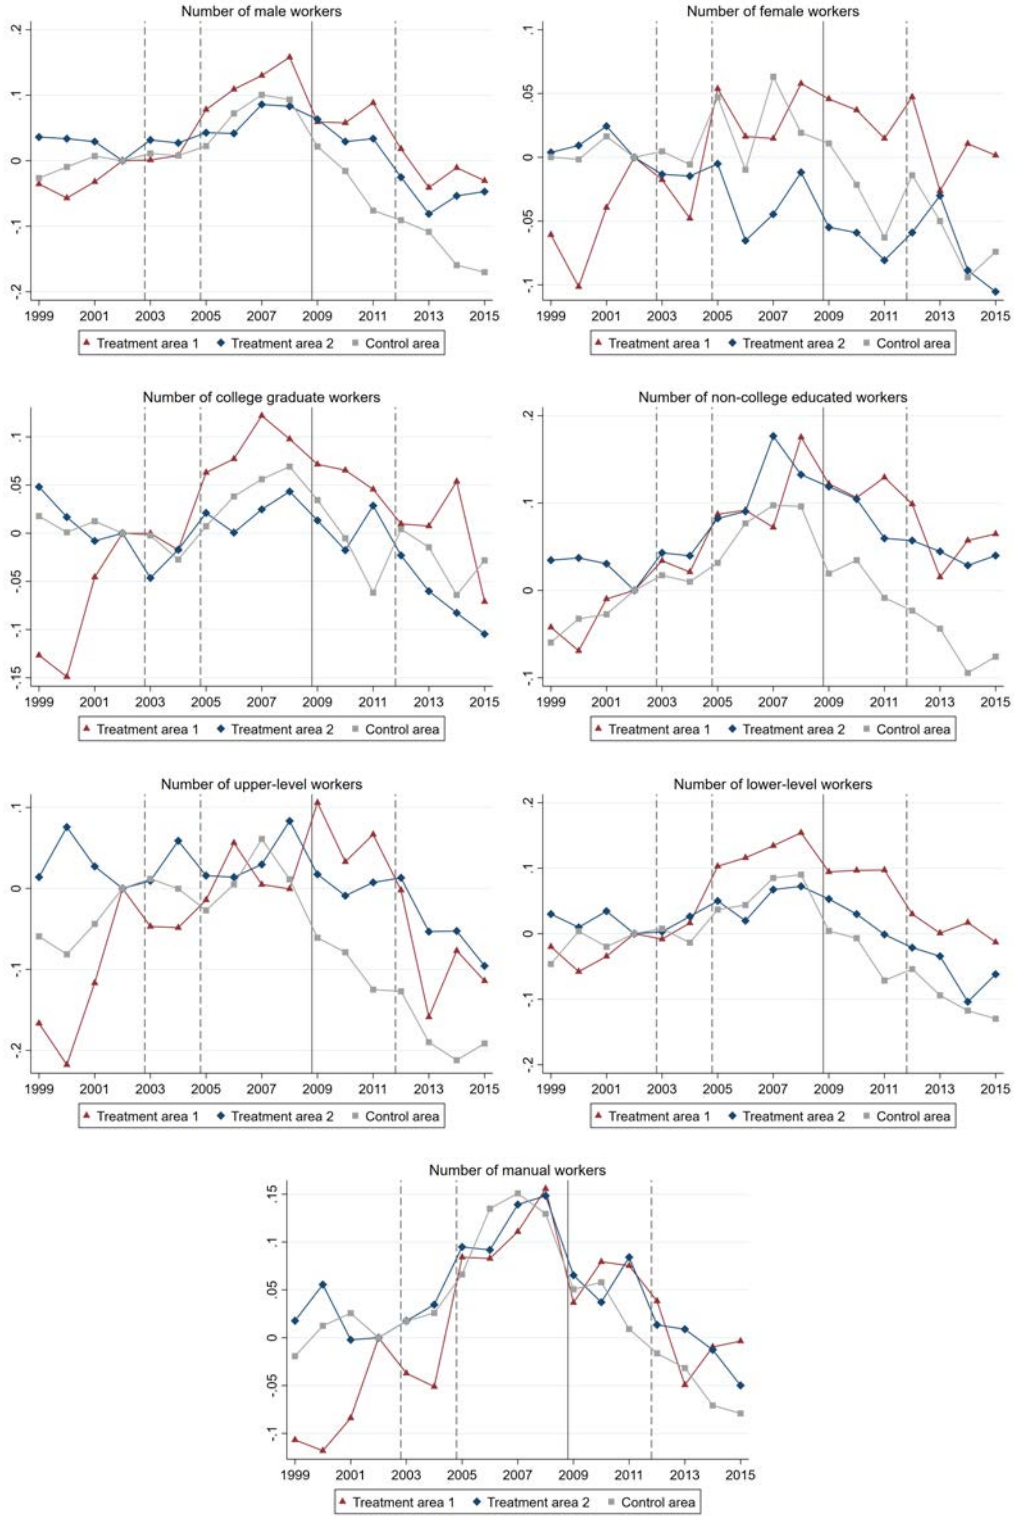 Number of male workers
.2
.1
0
-.1
-.2
1999 2001 2003 2005 2007 2009 2011 2013 2015
Treatment area 1 Treatment area 2 Control area
Number of female workers
.1
.05
0
-.05
-.1
1999 2001 2003 2005 2007 2009 2011 2013 2015
Treatment area 1 Treatment area 2 Control area
Number of college graduate workers
.1
.05
0
-.05
-.1
-.15
1999 2001 2003 2005 2007 2009 2011 2013 2015
Treatment area 1 Treatment area 2 Control area
Number of non-college educated workers
.2
.1
0
-.1
1999 2001 2003 2005 2007 2009 2011 2013 2015
Treatment area 1 Treatment area 2 Control area
Number of upper-level workers
.1
0
-.1
-.2
1999 2001 2003 2005 2007 2009 2011 2013 2015
Treatment area 1 Treatment area 2 Control area
Number of lower-level workers
.2
.1
0
-.1
-.2
1999 2001 2003 2005 2007 2009 2011 2013 2015
Treatment area 1 Treatment area 2 Control area
Number of manual workers
.15
.1
.05
0
-.05
-.1
1999 2001 2003 2005 2007 2009 2011 2013 2015
Treatment area 1 Treatment area 2 Control area